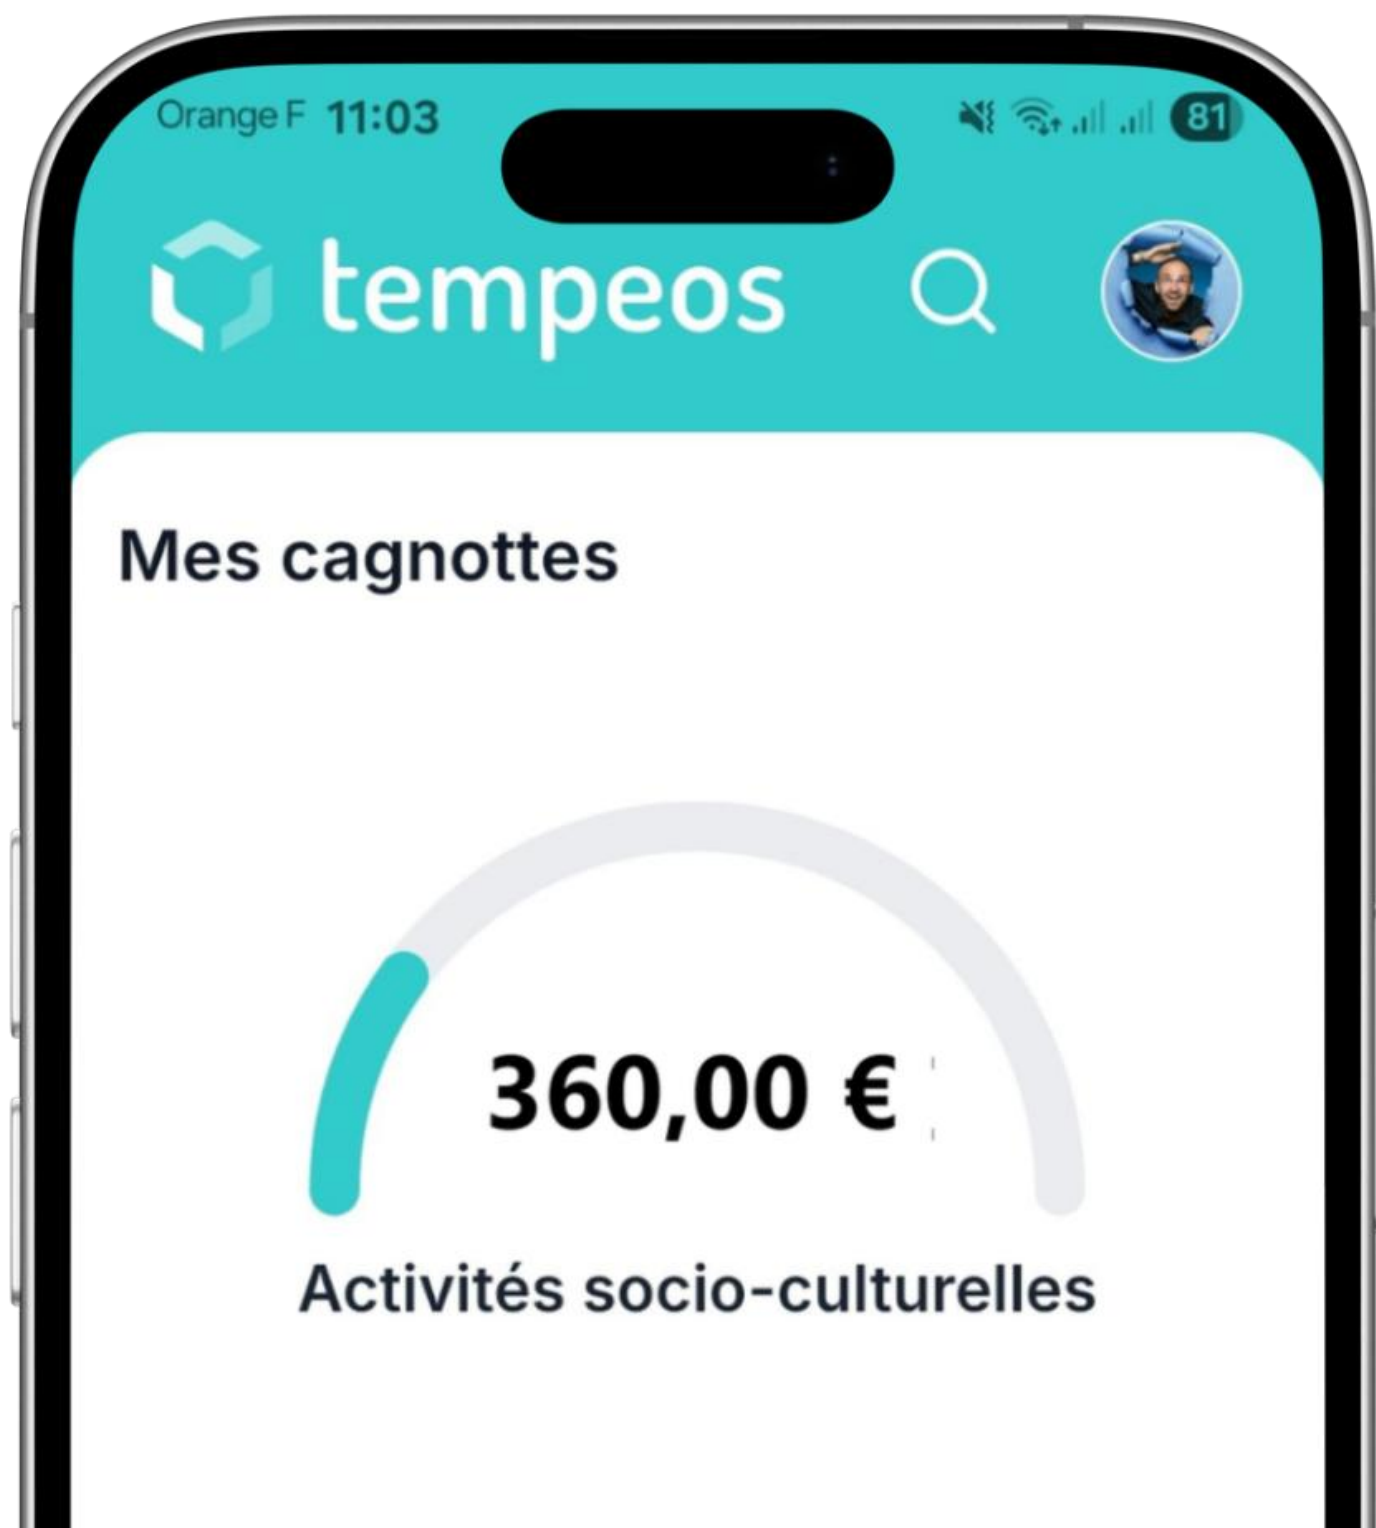 Orange F 11:03 81
tempeos
Mes cagnottes
360,00 €
Activités socio-culturelles